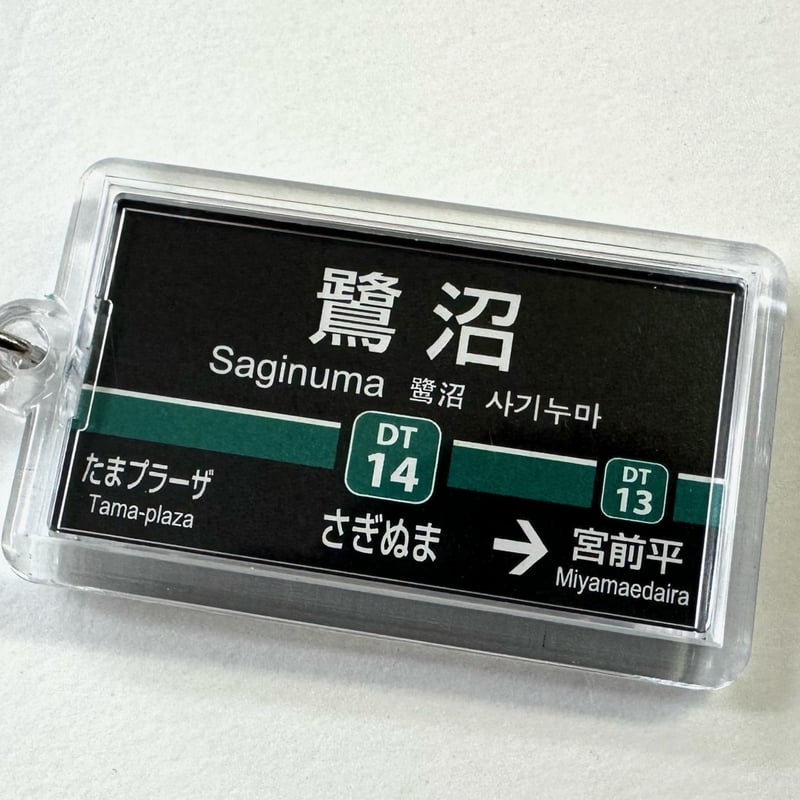 鷺沼
Saginuma 鹭沼 사기누마
DT
14
DT
13
たまプラーザ
Tama-plaza
さぎぬま
→ 宮前平
Miyamaedaira